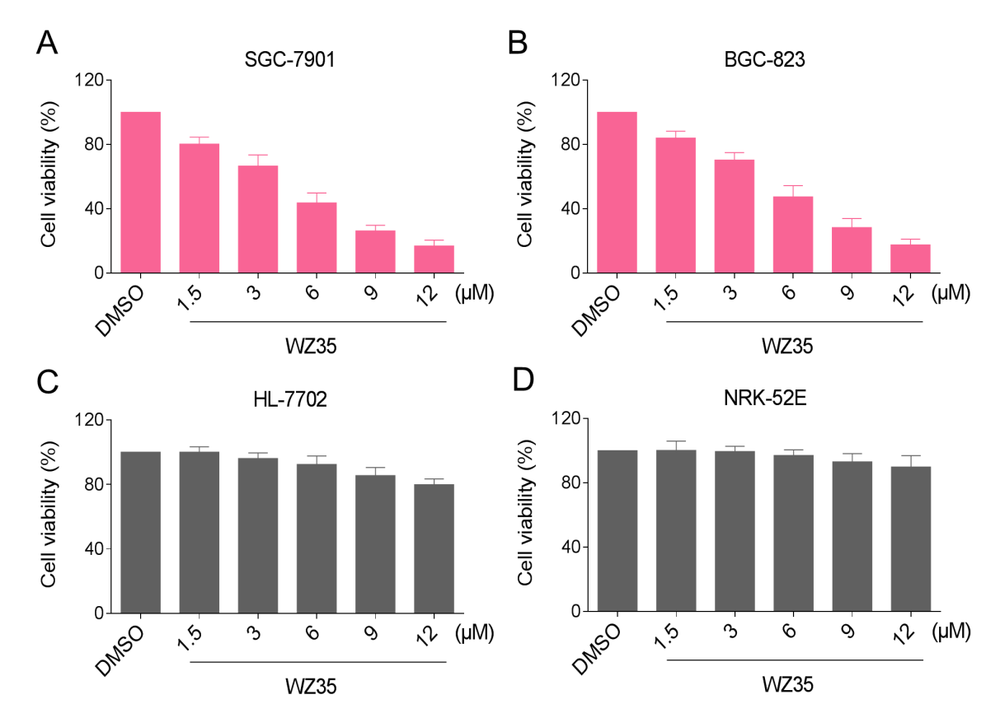 A
SGC-7901
Cell viability (%)
120
80
40
0
DMSO 1.5 3 6 9 12 (µM)
WZ35
B
BGC-823
Cell viability (%)
120
80
40
0
DMSO 1.5 3 6 9 12 (µM)
WZ35
C
HL-7702
Cell viability (%)
120
80
40
0
DMSO 1.5 3 6 9 12 (µM)
WZ35
D
NRK-52E
Cell viability (%)
120
80
40
0
DMSO 1.5 3 6 9 12 (µM)
WZ35